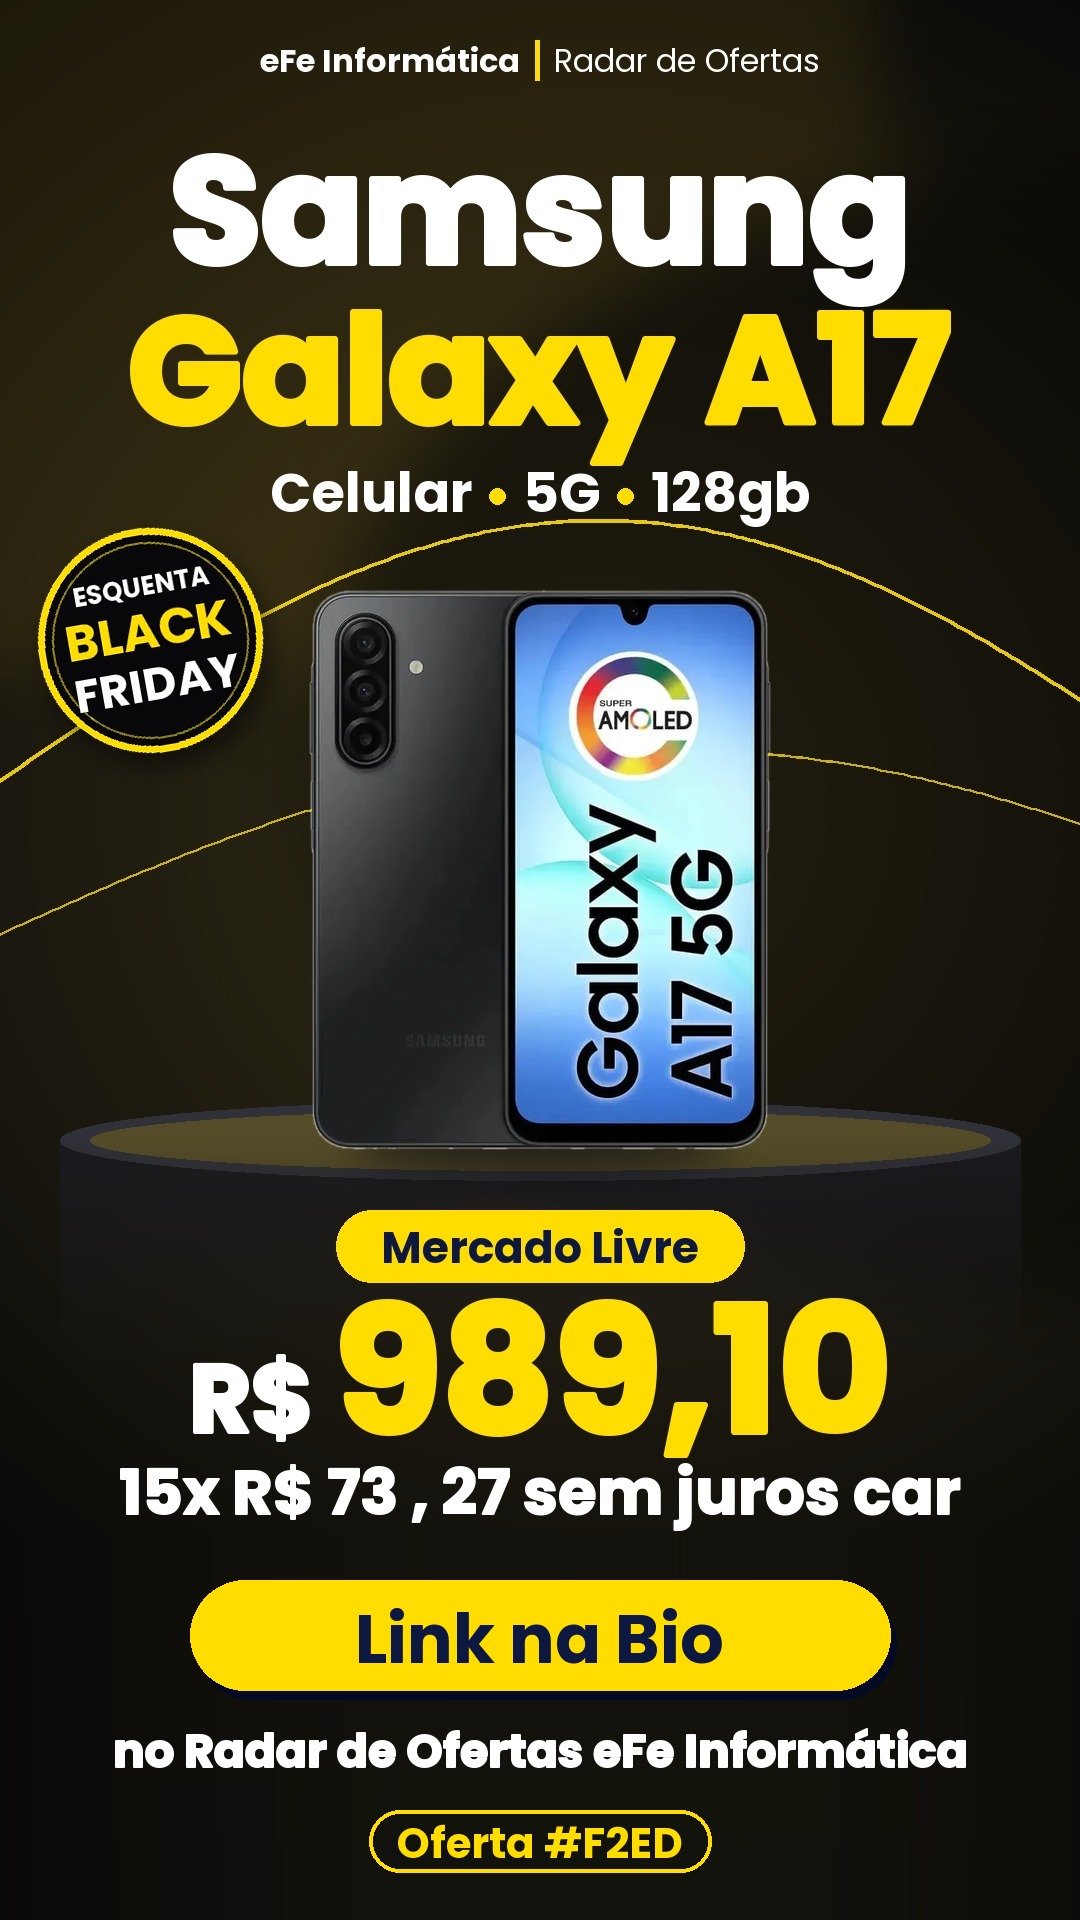 eFe Informática | Radar de Ofertas
Samsung
Galaxy A17
Celular • 5G • 128gb
ESQUENTA
BLACK
FRIDAY
SUPER
AMOLED
Galaxy
A17 5G
SAMSUNG
Mercado Livre
R$ 989,10
15x R$ 73 , 27 sem juros car
Link na Bio
no Radar de Ofertas eFe Informática
Oferta #F2ED